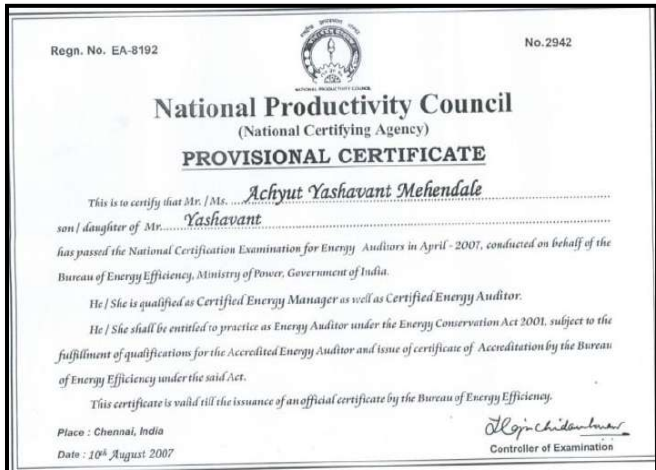 Regn. No. EA-8192
No.2942
NATIONAL PRODUCTIVITY COUNCIL
National Productivity Council
(National Certifying Agency)
PROVISIONAL CERTIFICATE
This is to certify that Mr. / Ms. Achyut Yashavant Mehendale
son / daughter of Mr. Yashavant
has passed the National Certification Examination for Energy Auditors in April - 2007, conducted on behalf of the
Bureau of Energy Efficiency, Ministry of Power, Government of India.
He / She is qualified as Certified Energy Manager as well as Certified Energy Auditor.
He / She shall be entitled to practice as Energy Auditor under the Energy Conservation Act 2001, subject to the
fulfillment of qualifications for the Accredited Energy Auditor and issue of certificate of Accreditation by the Bureau
of Energy Efficiency under the said Act.
This certificate is valid till the issuance of an official certificate by the Bureau of Energy Efficiency.
Place : Chennai, India
Date : 10th August 2007
Controller of Examination